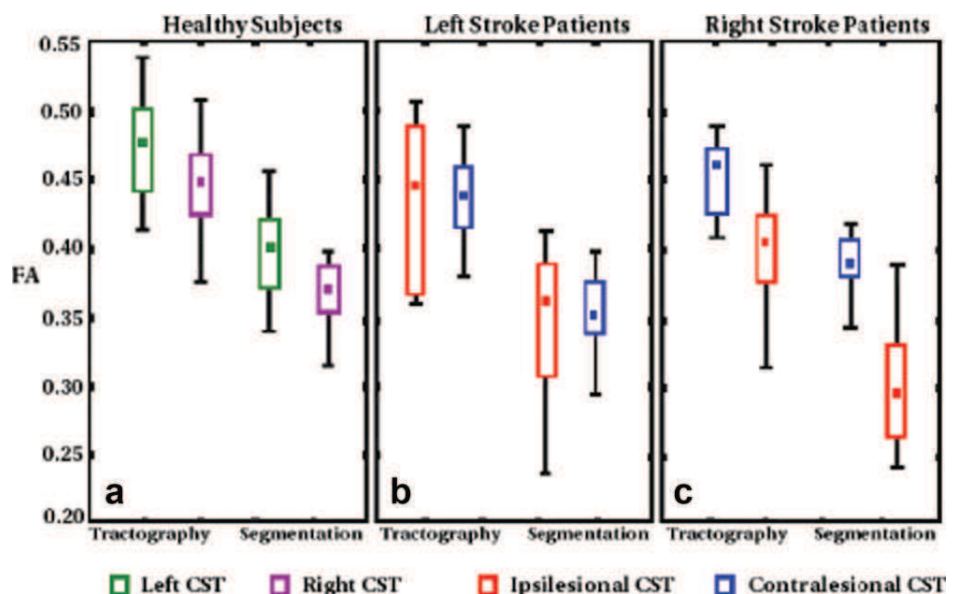 Healthy Subjects Left Stroke Patients Right Stroke Patients
0.55
0.50
0.45
0.40
FA
0.35
0.30
0.25
0.20
a b c
Tractography Segmentation Tractography Segmentation Tractography Segmentation
Left CST Right CST Ipsilesional CST Contralesional CST